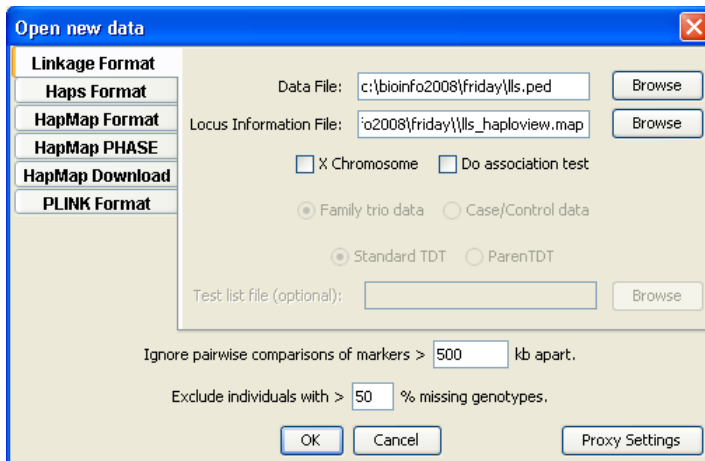 Open new data
Linkage Format
Haps Format
HapMap Format
HapMap PHASE
HapMap Download
PLINK Format
Data File: c:\bioinfo2008\friday\lls.ped Browse
Locus Information File: fo2008\friday\\lls_haploview.map Browse
X Chromosome Do association test
Family trio data Case/Control data
Standard TDT ParenTDT
Test list file (optional): Browse
Ignore pairwise comparisons of markers > 500 kb apart.
Exclude individuals with > 50 % missing genotypes.
OK Cancel Proxy Settings